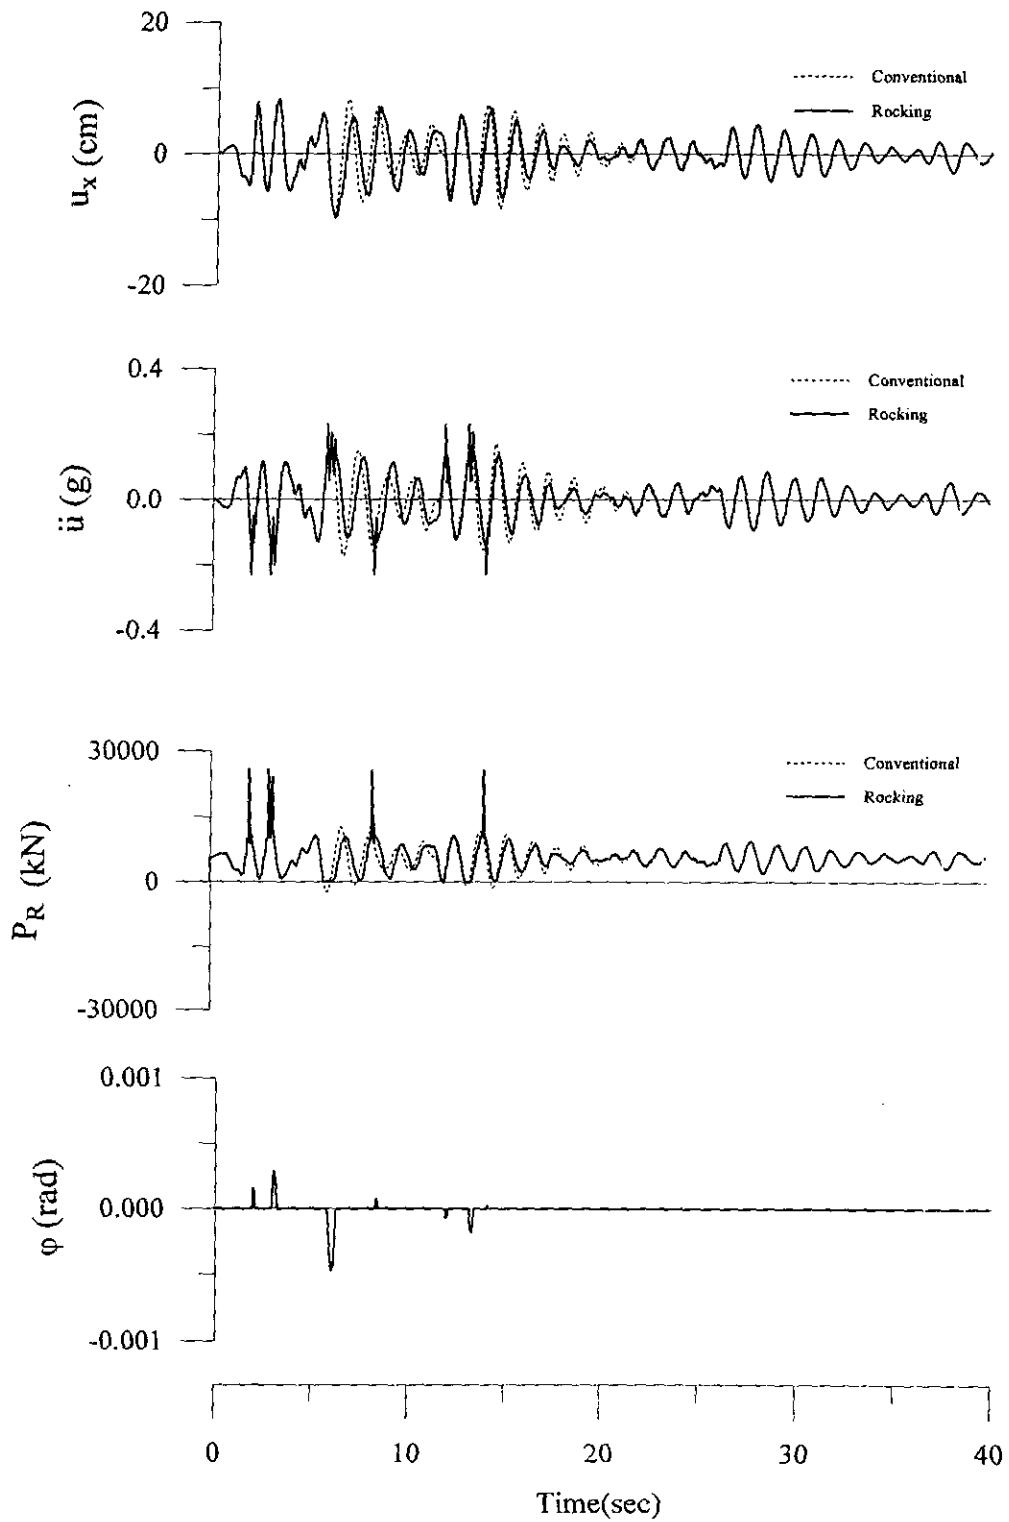 20
Conventional
Rocking
u_x (cm)
0
-20
0.4
Conventional
Rocking
ü (g)
0.0
-0.4
30000
Conventional
Rocking
P_R (kN)
0
-30000
0.001
φ (rad)
0.000
-0.001
0 10 20 30 40
Time(sec)